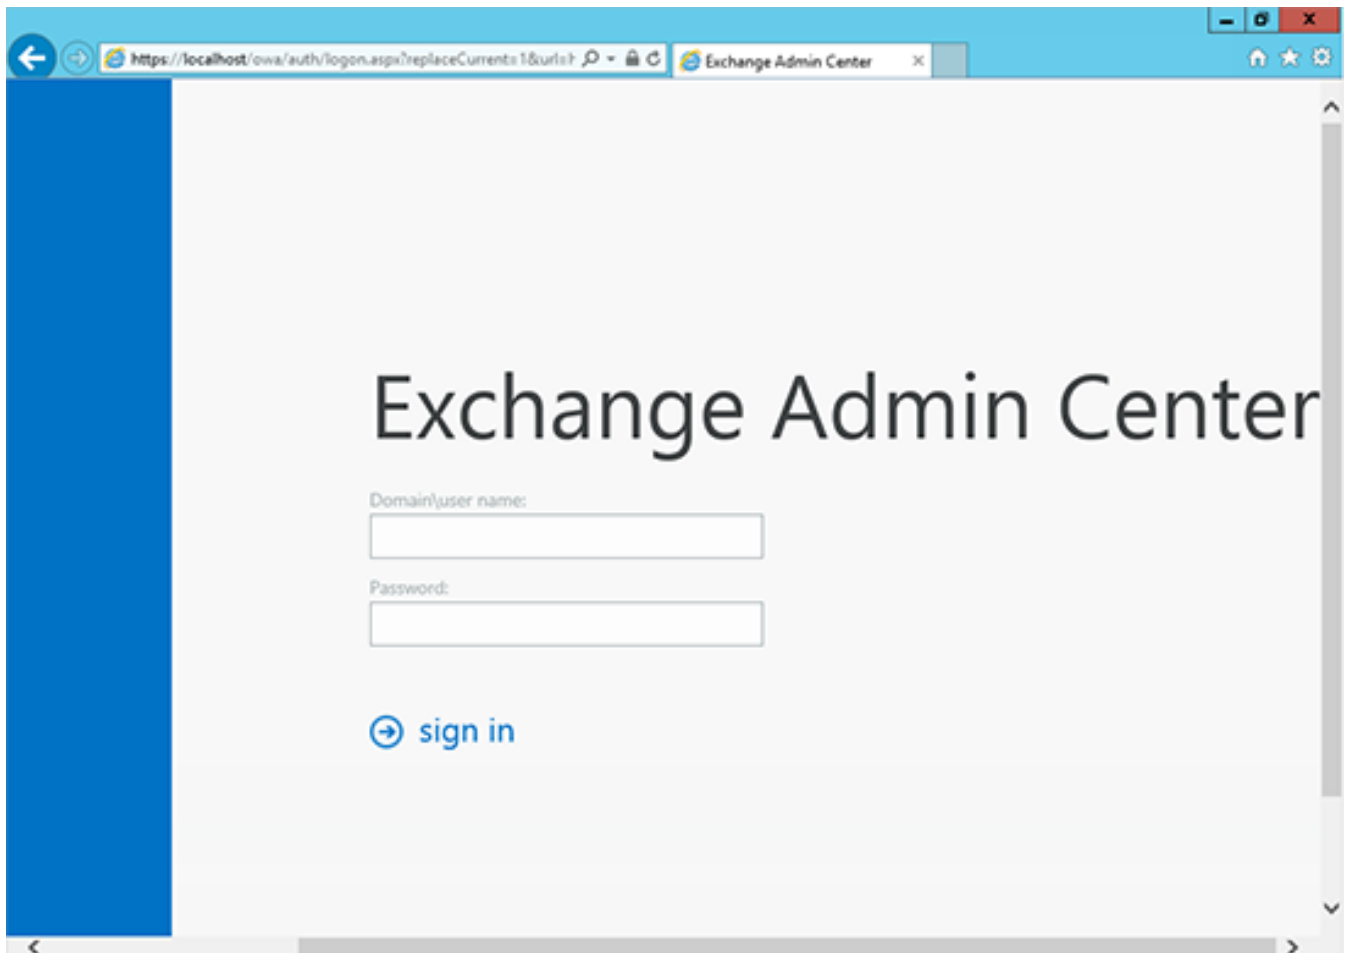 https://localhost/owa/auth/logon.aspx?replaceCurrent=1&url=h
Exchange Admin Center
Exchange Admin Center
Domain\user name:
Password:
sign in